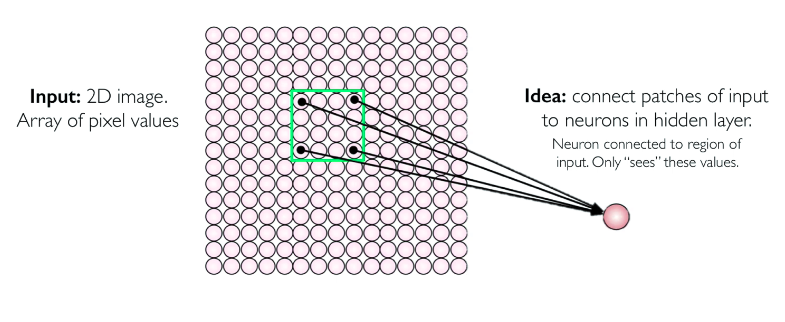 Input: 2D image.
Array of pixel values
Idea: connect patches of input
to neurons in hidden layer.
Neuron connected to region of
input. Only “sees” these values.